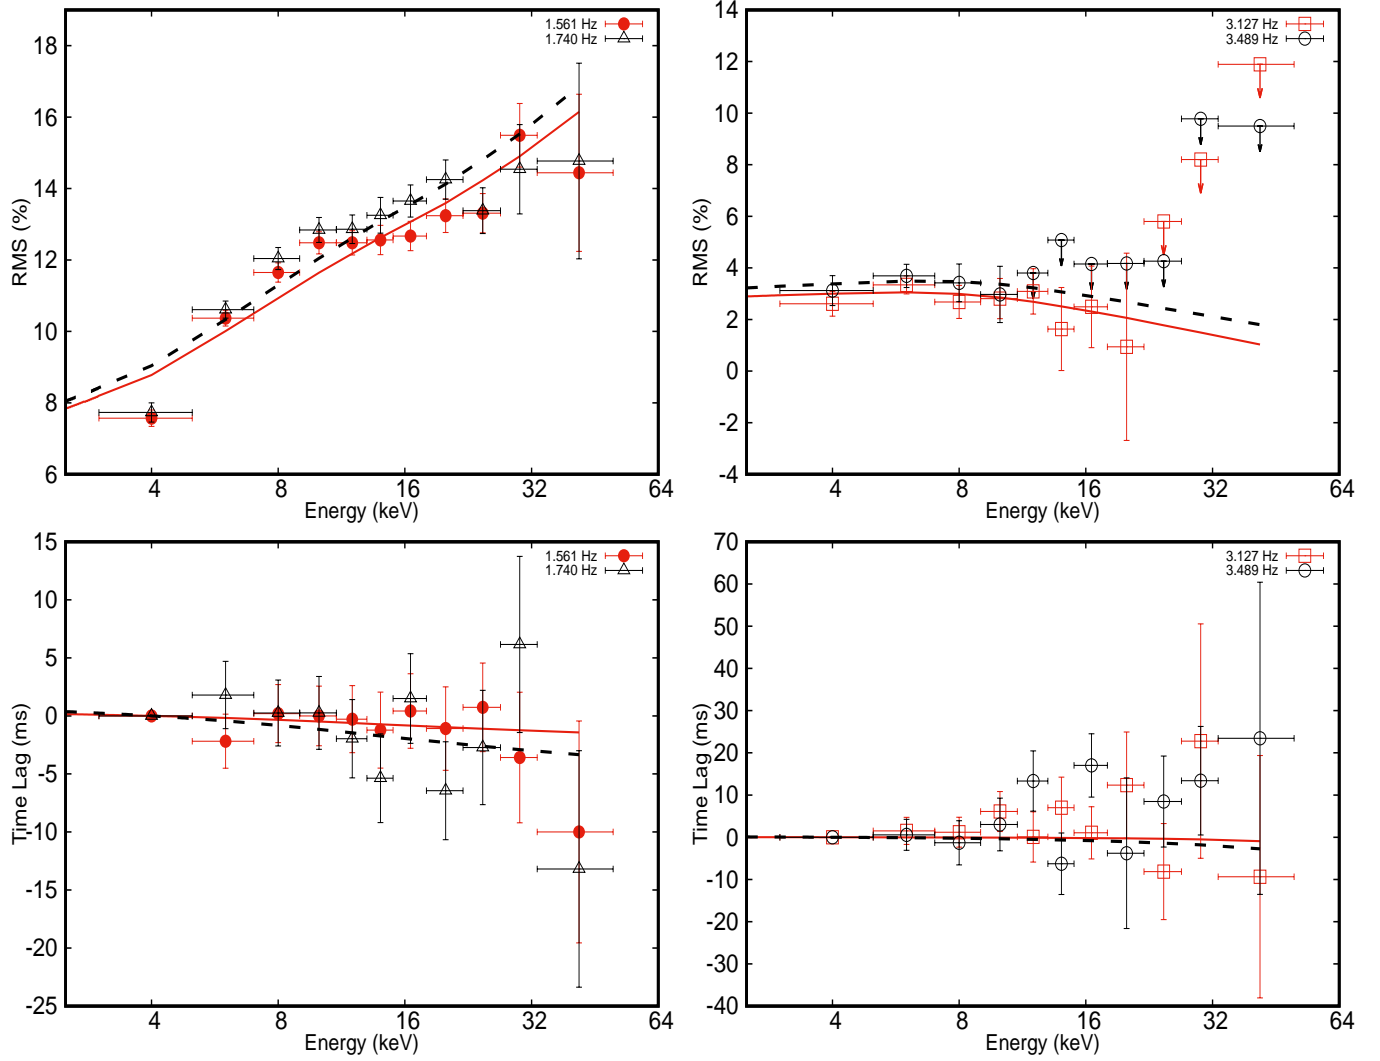 1.561 Hz
1.740 Hz
18
16
14
12
10
8
6
RMS (%)
4 8 16 32 64
Energy (keV)
3.127 Hz
3.489 Hz
14
12
10
8
6
4
2
0
-2
-4
RMS (%)
4 8 16 32 64
Energy (keV)
1.561 Hz
1.740 Hz
15
10
5
0
-5
-10
-15
-20
-25
Time Lag (ms)
4 8 16 32 64
Energy (keV)
3.127 Hz
3.489 Hz
70
60
50
40
30
20
10
0
-10
-20
-30
-40
Time Lag (ms)
4 8 16 32 64
Energy (keV)